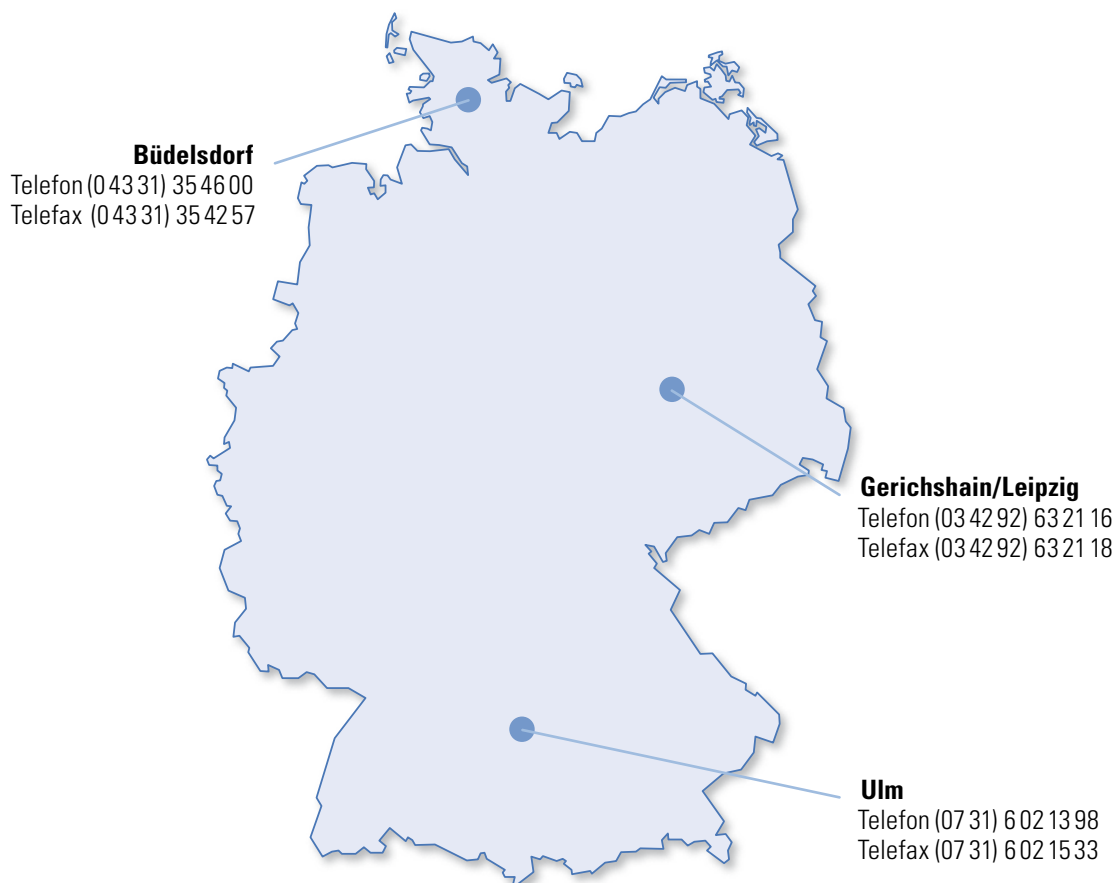 Büdelsdorf
Telefon (0 43 31) 35 46 00
Telefax (0 43 31) 35 42 57
Gerichshain/Leipzig
Telefon (03 42 92) 63 21 16
Telefax (03 42 92) 63 21 18
Ulm
Telefon (07 31) 6 02 13 98
Telefax (07 31) 6 02 15 33